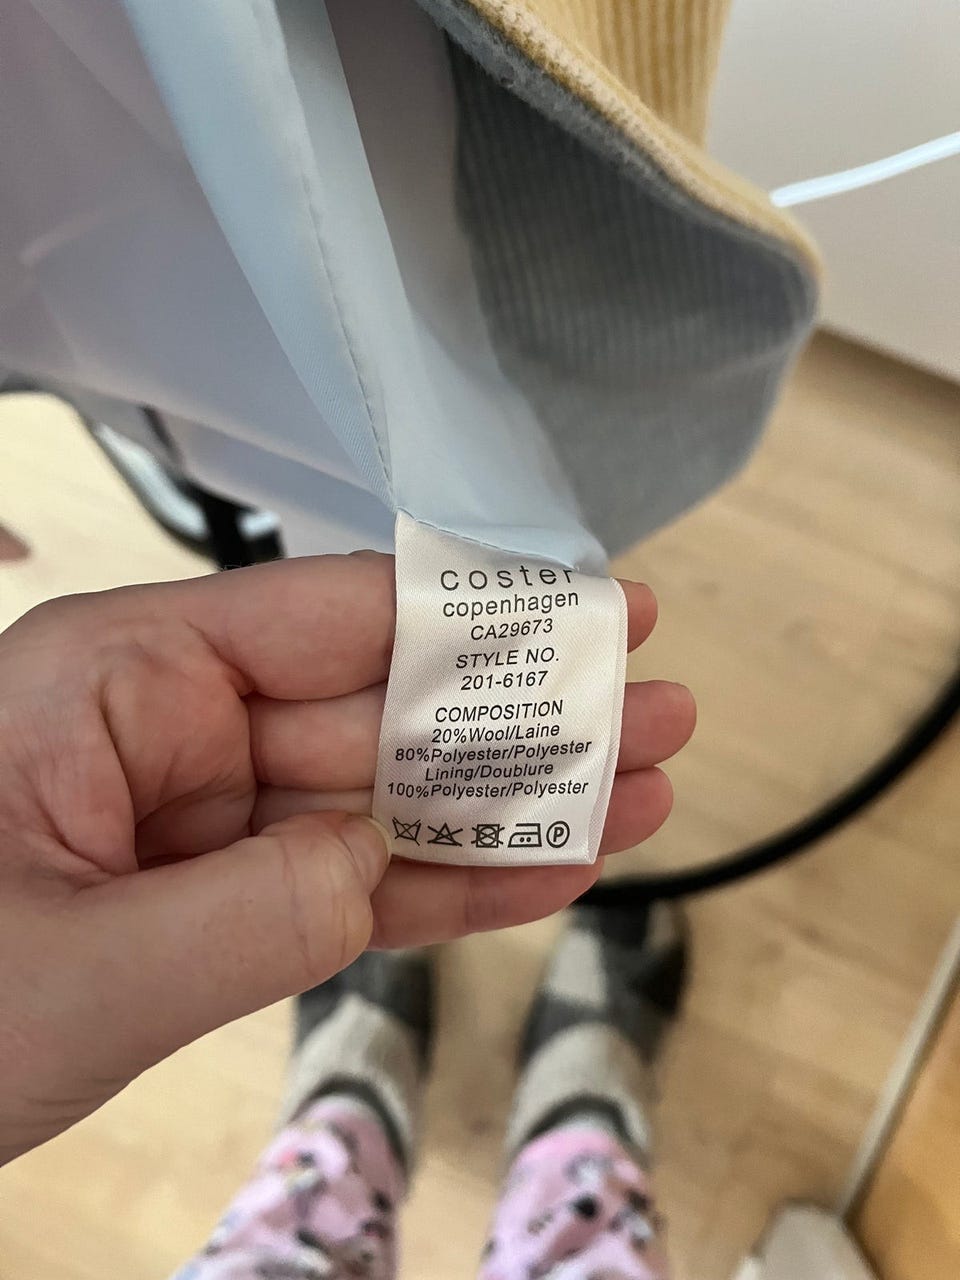 coster
copenhagen
CA29673
STYLE NO.
201-6167
COMPOSITION
20%Wool/Laine
80%Polyester/Polyester
Lining/Doublure
100%Polyester/Polyester
P